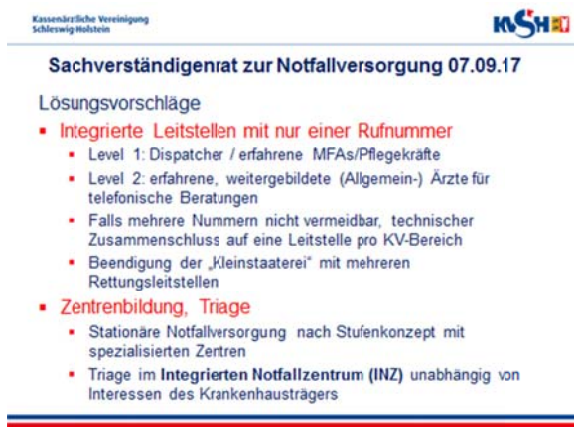 Kassenärztliche Vereinigung
Schleswig-Holstein
KVSH KV
Sachverständigenrat zur Notfallversorgung 07.09.17
Lösungsvorschläge
▪ Integrierte Leitstellen mit nur einer Rufnummer
▪ Level 1: Dispatcher / erfahrene MFAs/Pflegekräfte
▪ Level 2: erfahrene, weitergebildete (Allgemein-) Ärzte für
telefonische Beratungen
▪ Falls mehrere Nummern nicht vermeidbar, technischer
Zusammenschluss auf eine Leitstelle pro KV-Bereich
▪ Beendigung der „Kleinstaaterei“ mit mehreren
Rettungsleitstellen
▪ Zentrenbildung, Triage
▪ Stationäre Notfallversorgung nach Stufenkonzept mit
spezialisierten Zentren
▪ Triage im Integrierten Notfallzentrum (INZ) unabhängig von
Interessen des Krankenhausträgers